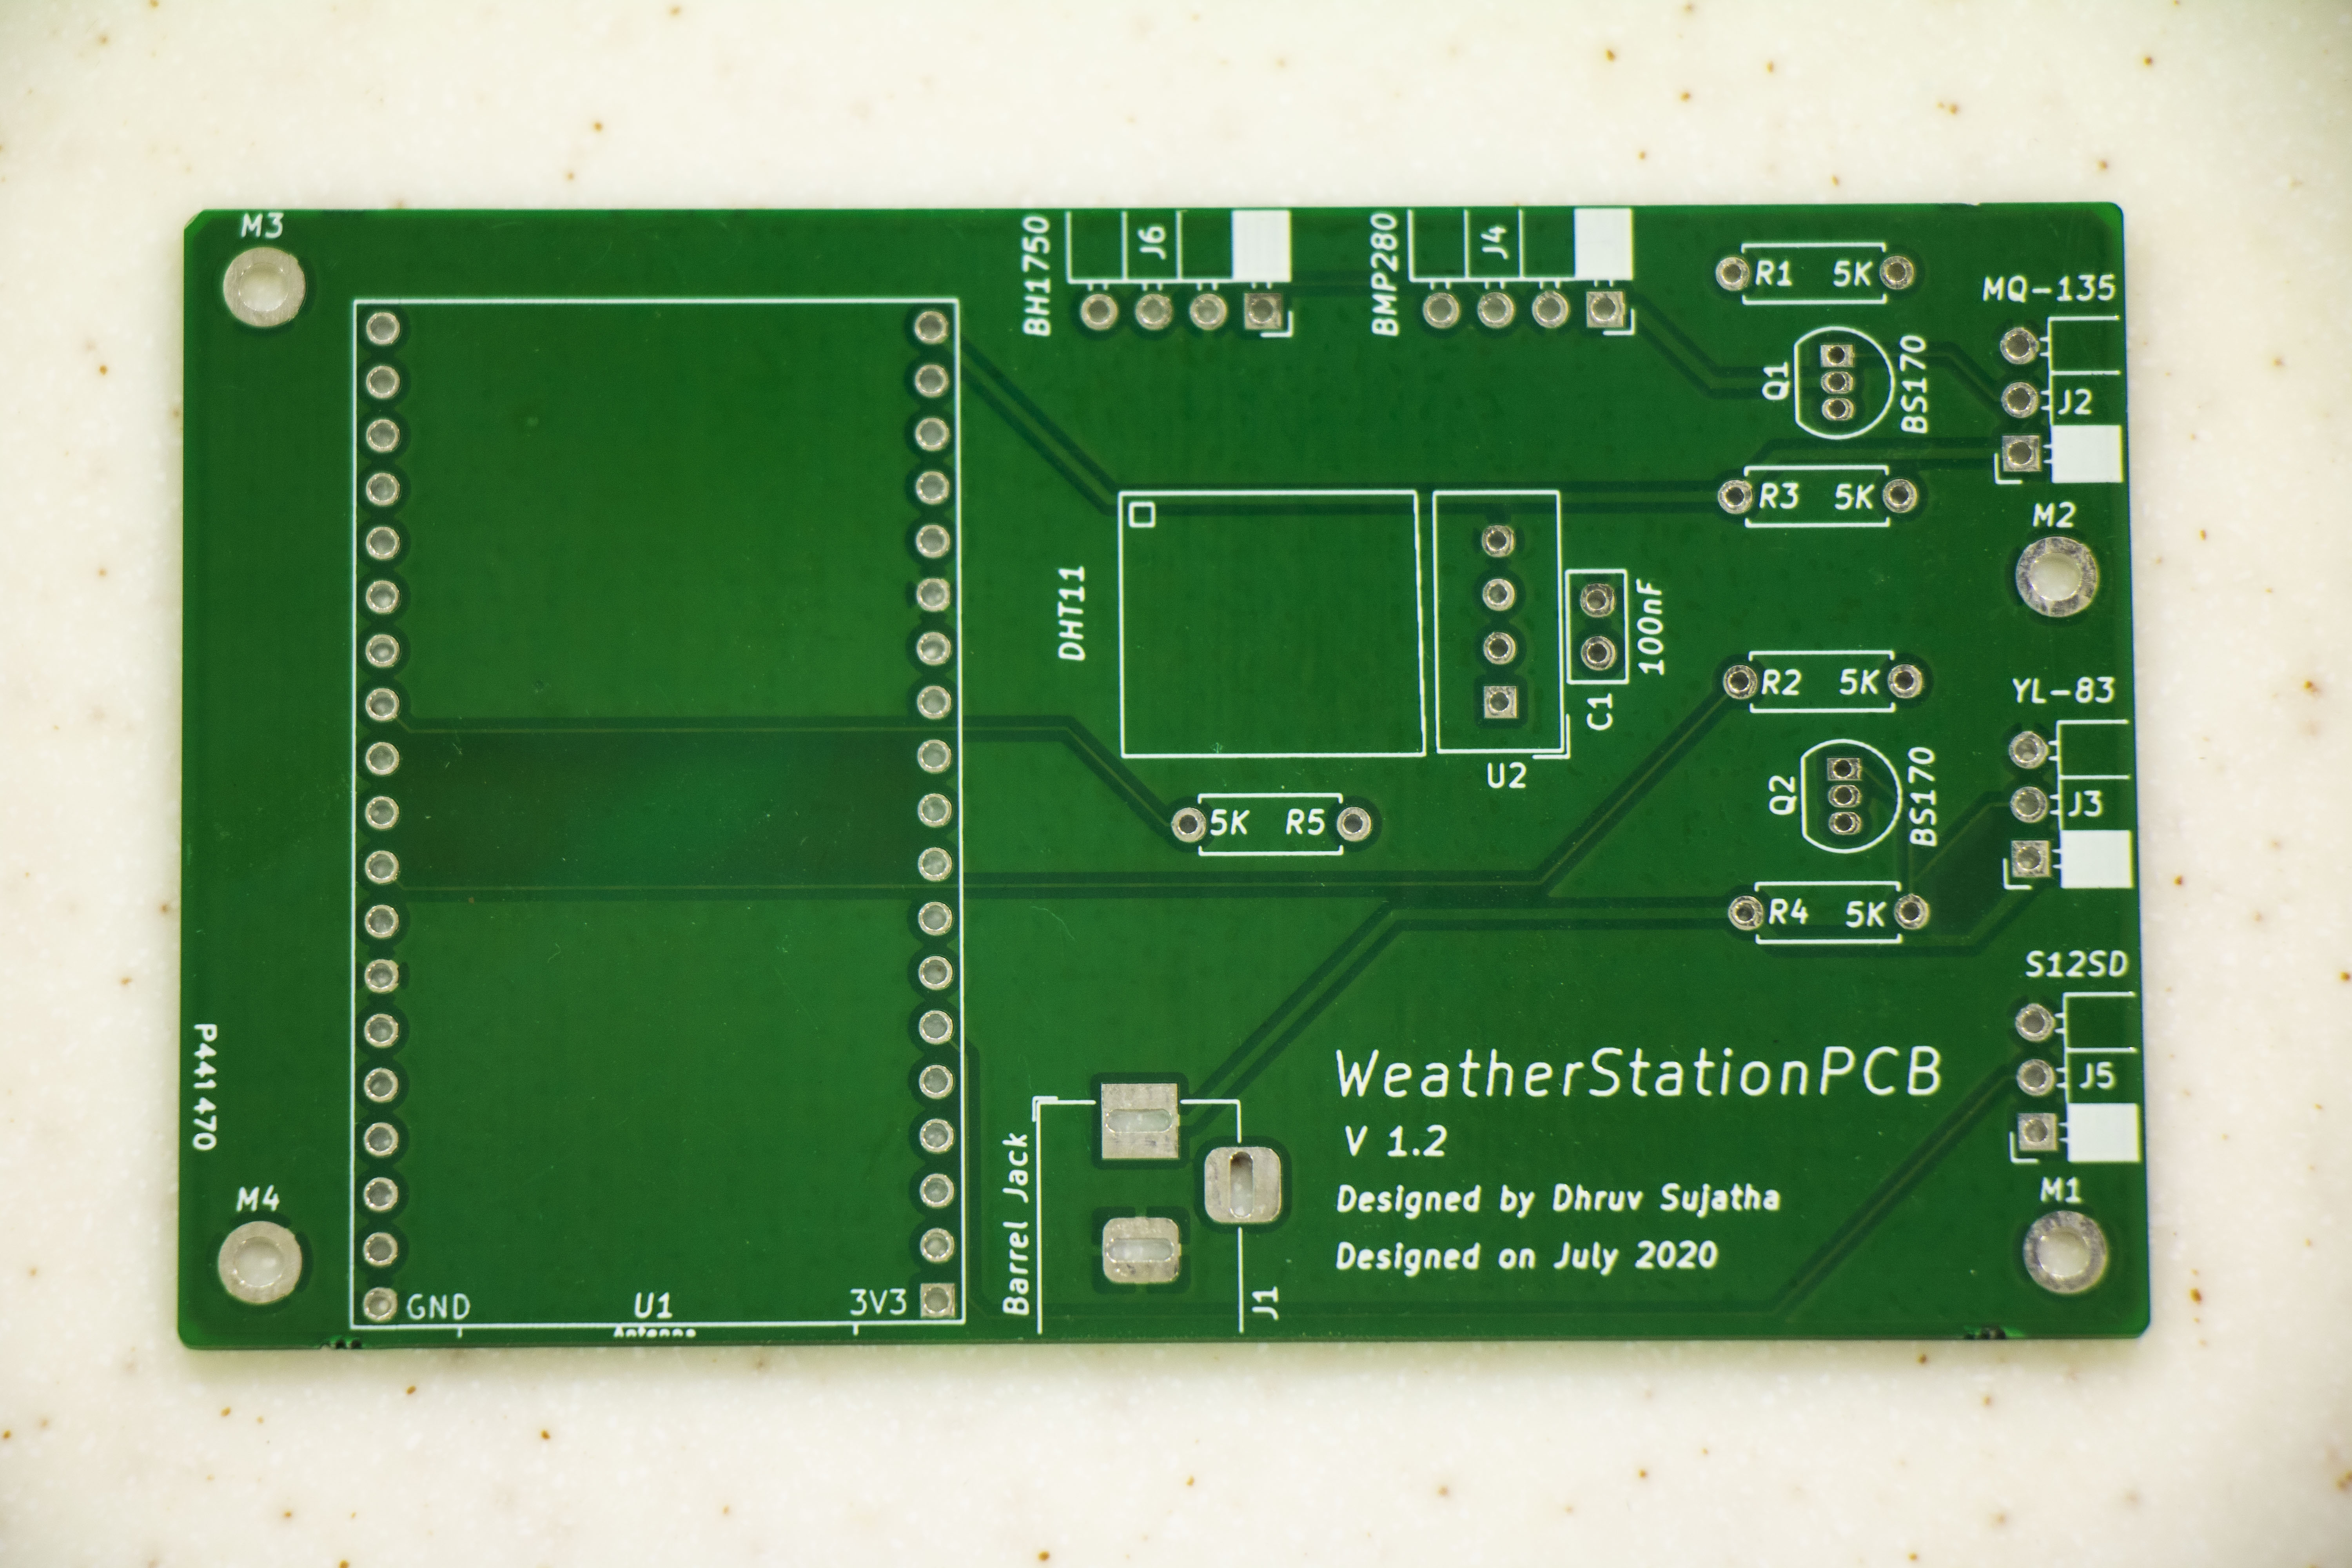 M3
BH1750
J6
BMP280
J4
R1 5K
MQ-135
Q1
BS170
J2
R3 5K
M2
DHT11
100nF
C1
U2
R2 5K
YL-83
5K R5
Q2
BS170
J3
R4 5K
S12SD
J5
P441470
WeatherStationPCB
V 1.2
Designed by Dhruv Sujatha
Designed on July 2020
M4
M1
Barrel Jack
J1
GND U1 3V3
Antenna